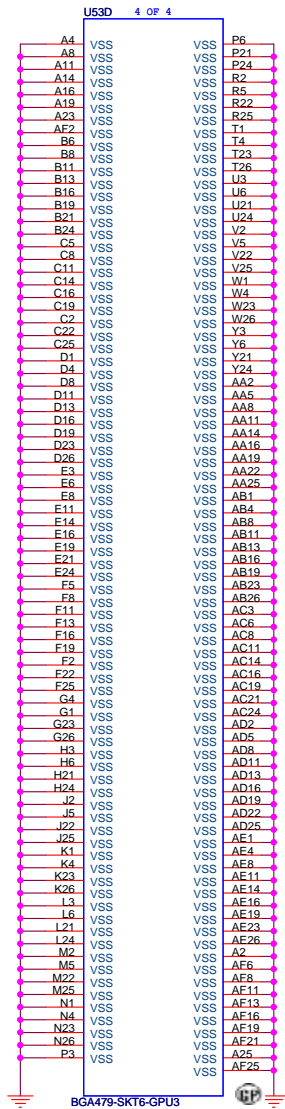 U53D 4 OF 4
A4 VSS VSS P6
A8 VSS VSS P21
A11 VSS VSS P24
A14 VSS VSS R2
A16 VSS VSS R5
A19 VSS VSS R22
A23 VSS VSS R25
AF2 VSS VSS T1
B6 VSS VSS T4
B8 VSS VSS T23
B11 VSS VSS T26
B13 VSS VSS U3
B16 VSS VSS U6
B19 VSS VSS U21
B21 VSS VSS U24
B24 VSS VSS V2
C5 VSS VSS V5
C8 VSS VSS V22
C11 VSS VSS V25
C14 VSS VSS W1
C16 VSS VSS W4
C19 VSS VSS W23
C2 VSS VSS W26
C22 VSS VSS Y3
C25 VSS VSS Y6
D1 VSS VSS Y21
D4 VSS VSS Y24
D8 VSS VSS AA2
D11 VSS VSS AA5
D13 VSS VSS AA8
D16 VSS VSS AA11
D19 VSS VSS AA14
D23 VSS VSS AA16
D26 VSS VSS AA19
E3 VSS VSS AA22
E6 VSS VSS AA25
E8 VSS VSS AB1
E11 VSS VSS AB4
E14 VSS VSS AB8
E16 VSS VSS AB11
E19 VSS VSS AB13
E21 VSS VSS AB16
E24 VSS VSS AB19
F5 VSS VSS AB23
F8 VSS VSS AB26
F11 VSS VSS AC3
F13 VSS VSS AC6
F16 VSS VSS AC8
F19 VSS VSS AC11
F2 VSS VSS AC14
F22 VSS VSS AC16
F25 VSS VSS AC19
G4 VSS VSS AC21
G1 VSS VSS AC24
G23 VSS VSS AD2
G26 VSS VSS AD5
H3 VSS VSS AD8
H6 VSS VSS AD11
H21 VSS VSS AD13
H24 VSS VSS AD16
J2 VSS VSS AD19
J5 VSS VSS AD22
J22 VSS VSS AD25
J25 VSS VSS AE1
K1 VSS VSS AE4
K4 VSS VSS AE8
K23 VSS VSS AE11
K26 VSS VSS AE14
L3 VSS VSS AE16
L6 VSS VSS AE19
L21 VSS VSS AE23
L24 VSS VSS AE26
M2 VSS VSS A2
M5 VSS VSS AF6
M22 VSS VSS AF8
M25 VSS VSS AF11
N1 VSS VSS AF13
N4 VSS VSS AF16
N23 VSS VSS AF19
N26 VSS VSS AF21
P3 VSS VSS A25
VSS AF25
BGA479-SKT6-GPU3
GP